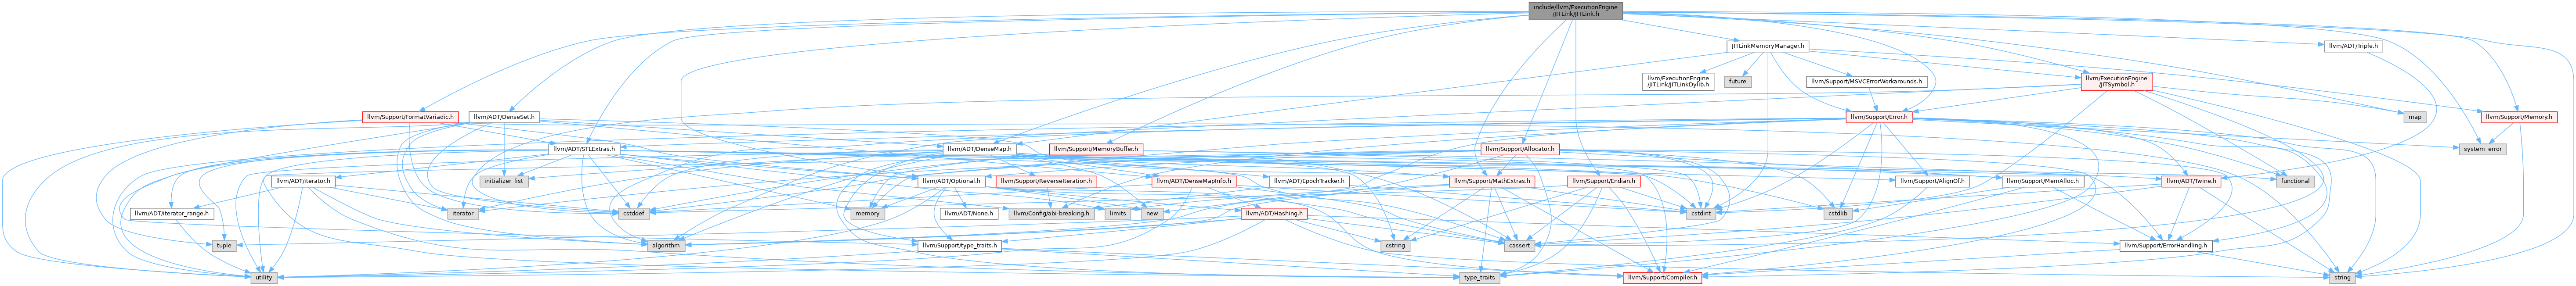 include/llvm/ExecutionEngine
/JITLink/JITLink.h
JITLinkMemoryManager.h
llvm/ADT/Triple.h
llvm/ExecutionEngine
/JITLink/JITLinkDylib.h
future
llvm/Support/MSVCErrorWorkarounds.h
llvm/ExecutionEngine
/JITSymbol.h
llvm/Support/FormatVariadic.h
llvm/ADT/DenseSet.h
llvm/Support/Error.h
map
llvm/Support/Memory.h
llvm/ADT/STLExtras.h
llvm/ADT/DenseMap.h
llvm/Support/MemoryBuffer.h
llvm/Support/Allocator.h
system_error
llvm/ADT/iterator.h
initializer_list
llvm/ADT/Optional.h
llvm/Support/ReverseIteration.h
llvm/ADT/DenseMapInfo.h
llvm/ADT/EpochTracker.h
llvm/Support/MathExtras.h
llvm/Support/Endian.h
llvm/Support/AlignOf.h
llvm/Support/MemAlloc.h
llvm/ADT/Twine.h
functional
llvm/ADT/iterator_range.h
iterator
cstddef
memory
llvm/ADT/None.h
llvm/Config/abi-breaking.h
limits
new
llvm/ADT/Hashing.h
cstdint
cstdlib
tuple
algorithm
llvm/Support/type_traits.h
cstring
cassert
llvm/Support/ErrorHandling.h
utility
type_traits
llvm/Support/Compiler.h
string